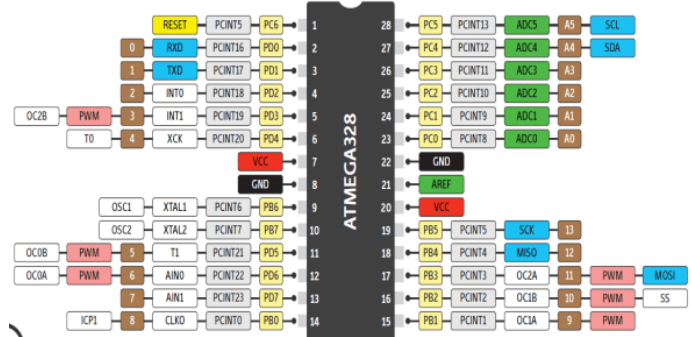 RESET PCINT5 PC6 1 28 PC5 PCINT13 ADC5 A5 SCL
0 RXD PCINT16 PD0 2 27 PC4 PCINT12 ADC4 A4 SDA
1 TXD PCINT17 PD1 3 26 PC3 PCINT11 ADC3 A3
2 INT0 PCINT18 PD2 4 25 PC2 PCINT10 ADC2 A2
OC2B PWM 3 INT1 PCINT19 PD3 5 24 PC1 PCINT9 ADC1 A1
T0 4 XCK PCINT20 PD4 6 23 PC0 PCINT8 ADC0 A0
VCC 7 22 GND
GND 8 21 AREF
OSC1 XTAL1 PCINT6 PB6 9 20 VCC
OSC2 XTAL2 PCINT7 PB7 10 19 PB5 PCINT5 SCK 13
OC0B PWM 5 T1 PCINT21 PD5 11 18 PB4 PCINT4 MISO 12
OC0A PWM 6 AIN0 PCINT22 PD6 12 17 PB3 PCINT3 OC2A 11 PWM MOSI
7 AIN1 PCINT23 PD7 13 16 PB2 PCINT2 OC1B 10 PWM SS
ICP1 8 CLKO PCINT0 PB0 14 15 PB1 PCINT1 OC1A 9 PWM
ATMEGA328